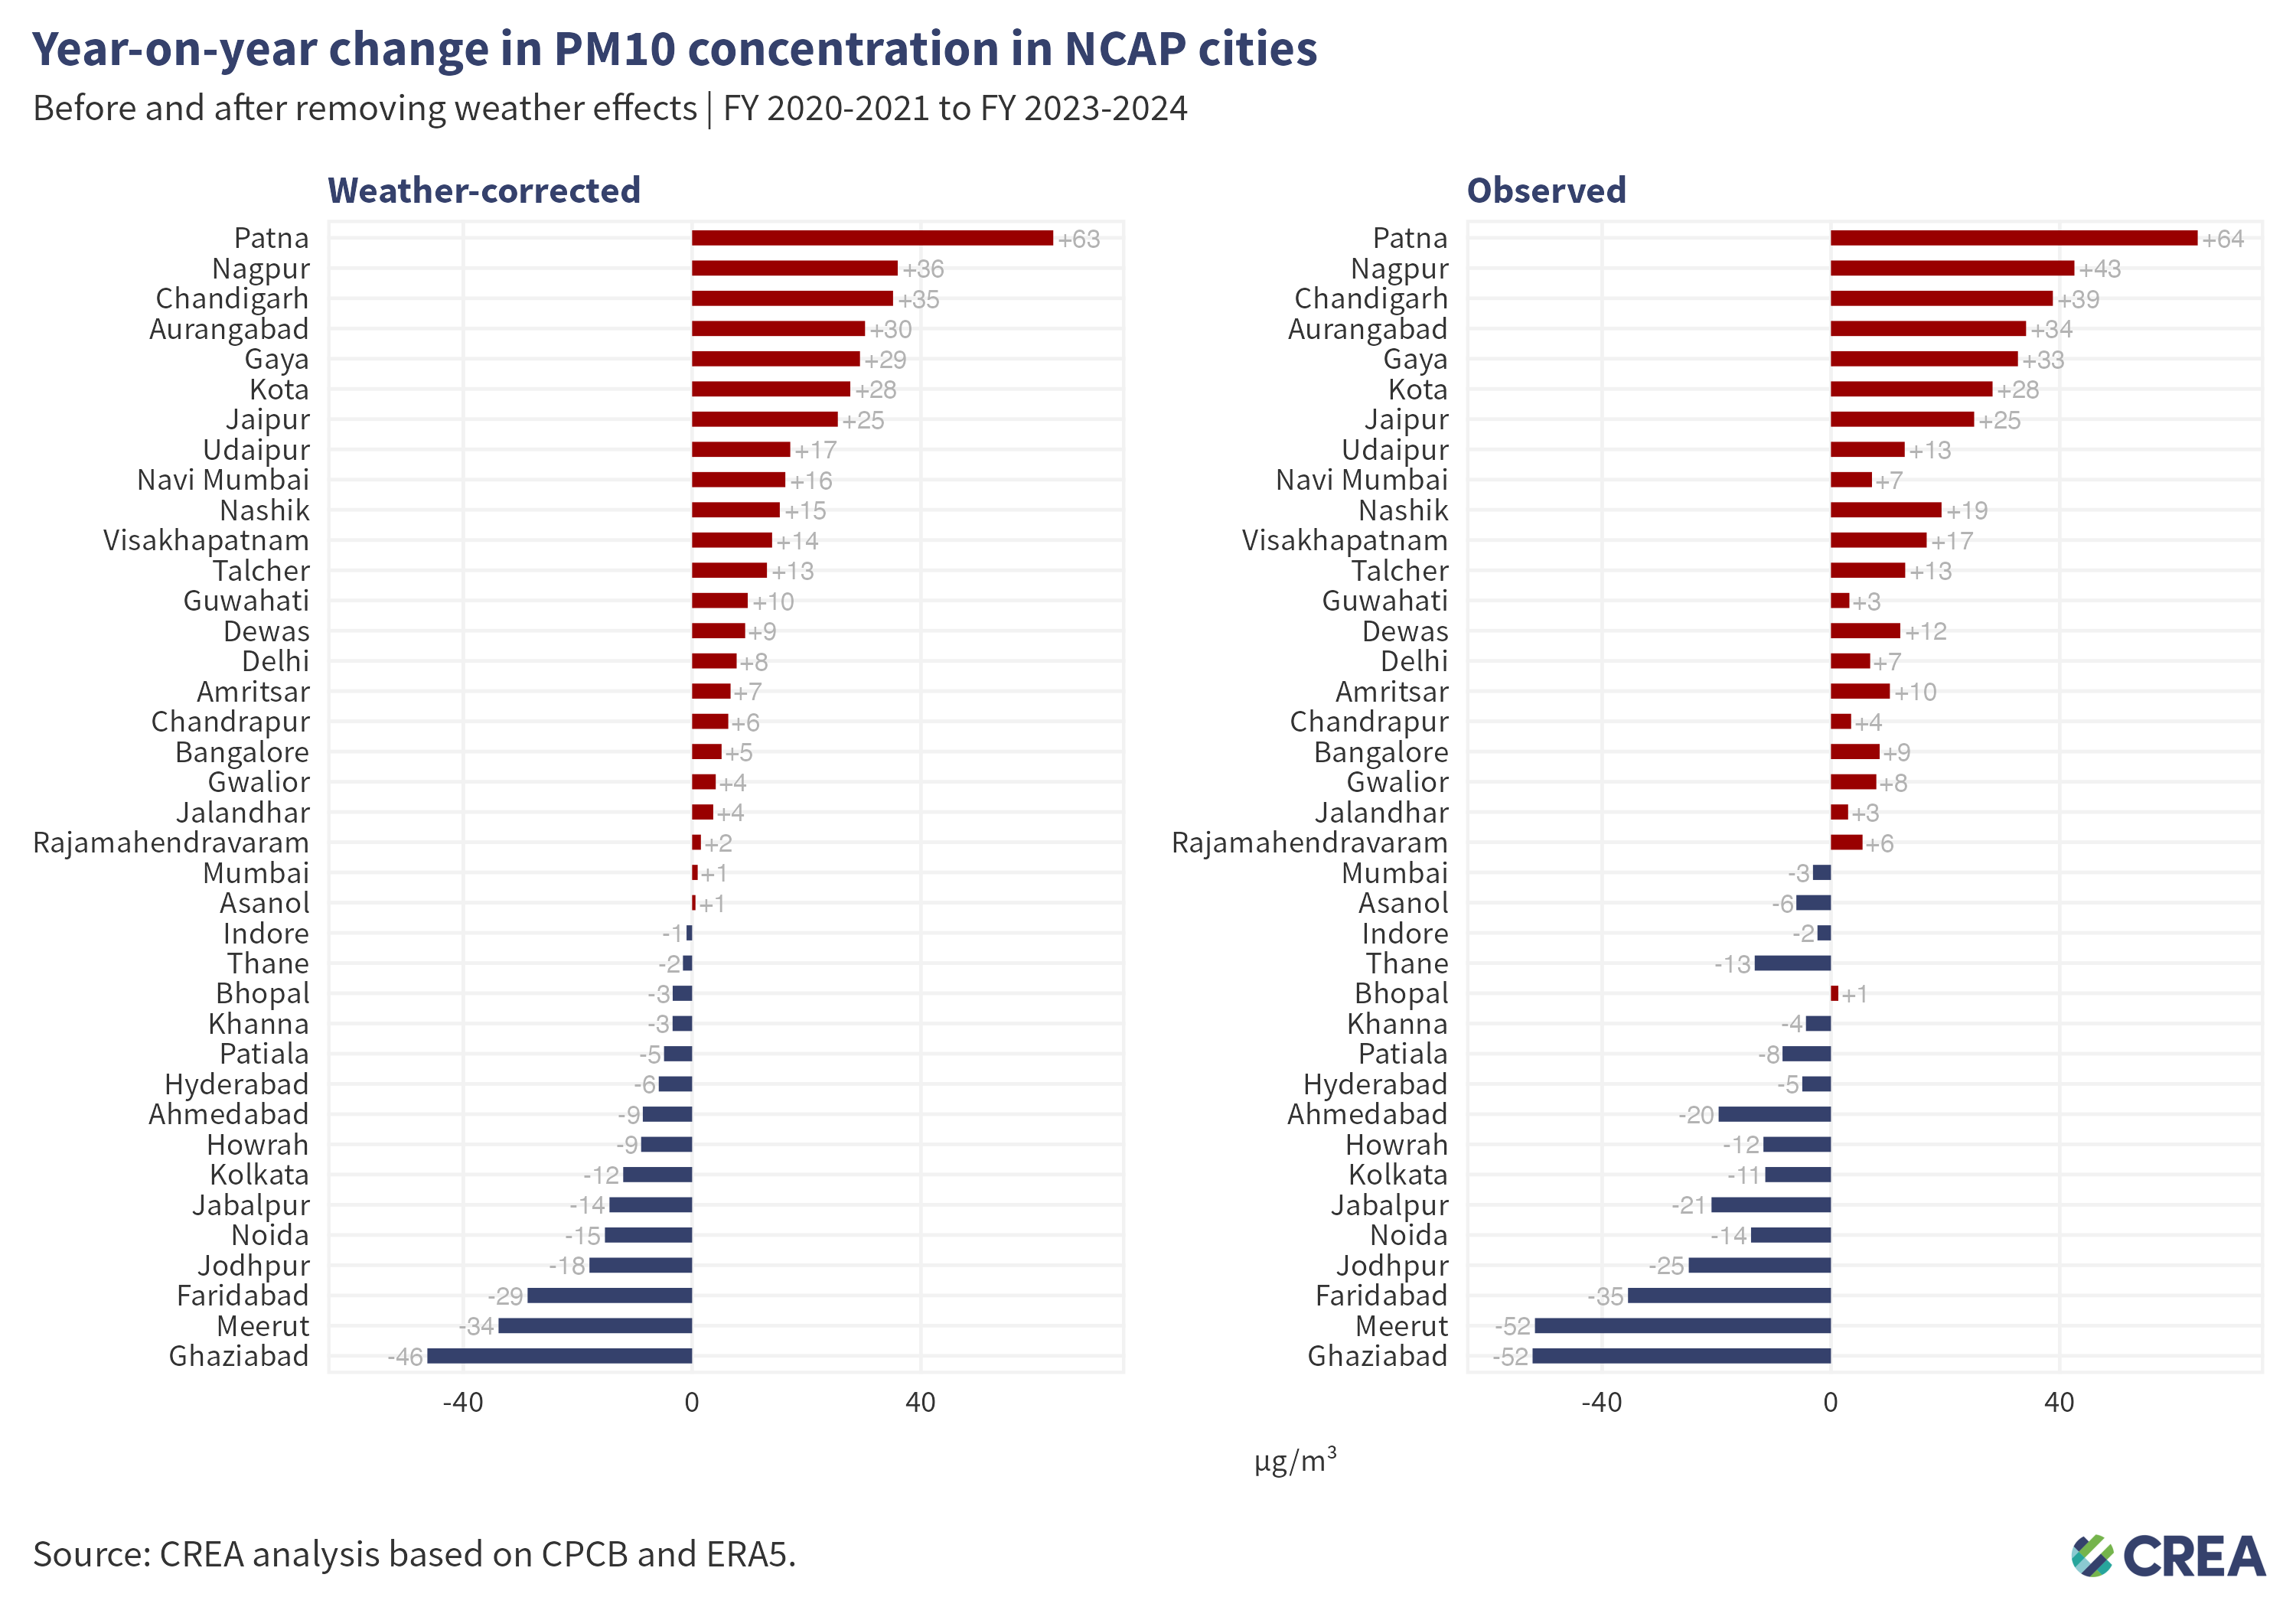 Year-on-year change in PM10 concentration in NCAP cities
Before and after removing weather effects | FY 2020-2021 to FY 2023-2024
Weather-corrected
Patna +63
Nagpur +36
Chandigarh +35
Aurangabad +30
Gaya +29
Kota +28
Jaipur +25
Udaipur +17
Navi Mumbai +16
Nashik +15
Visakhapatnam +14
Talcher +13
Guwahati +10
Dewas +9
Delhi +8
Amritsar +7
Chandrapur +6
Bangalore +5
Gwalior +4
Jalandhar +4
Rajamahendravaram +2
Mumbai +1
Asanol +1
Indore -1
Thane -2
Bhopal -3
Khanna -3
Patiala -5
Hyderabad -6
Ahmedabad -9
Howrah -9
Kolkata -12
Jabalpur -14
Noida -15
Jodhpur -18
Faridabad -29
Meerut -34
Ghaziabad -46
-40 0 40
Observed
Patna +64
Nagpur +43
Chandigarh +39
Aurangabad +34
Gaya +33
Kota +28
Jaipur +25
Udaipur +13
Navi Mumbai +7
Nashik +19
Visakhapatnam +17
Talcher +13
Guwahati +3
Dewas +12
Delhi +7
Amritsar +10
Chandrapur +4
Bangalore +9
Gwalior +8
Jalandhar +3
Rajamahendravaram +6
Mumbai -3
Asanol -6
Indore -2
Thane -13
Bhopal +1
Khanna -4
Patiala -8
Hyderabad -5
Ahmedabad -20
Howrah -12
Kolkata -11
Jabalpur -21
Noida -14
Jodhpur -25
Faridabad -35
Meerut -52
Ghaziabad -52
-40 0 40
µg/m³
Source: CREA analysis based on CPCB and ERA5.
CREA